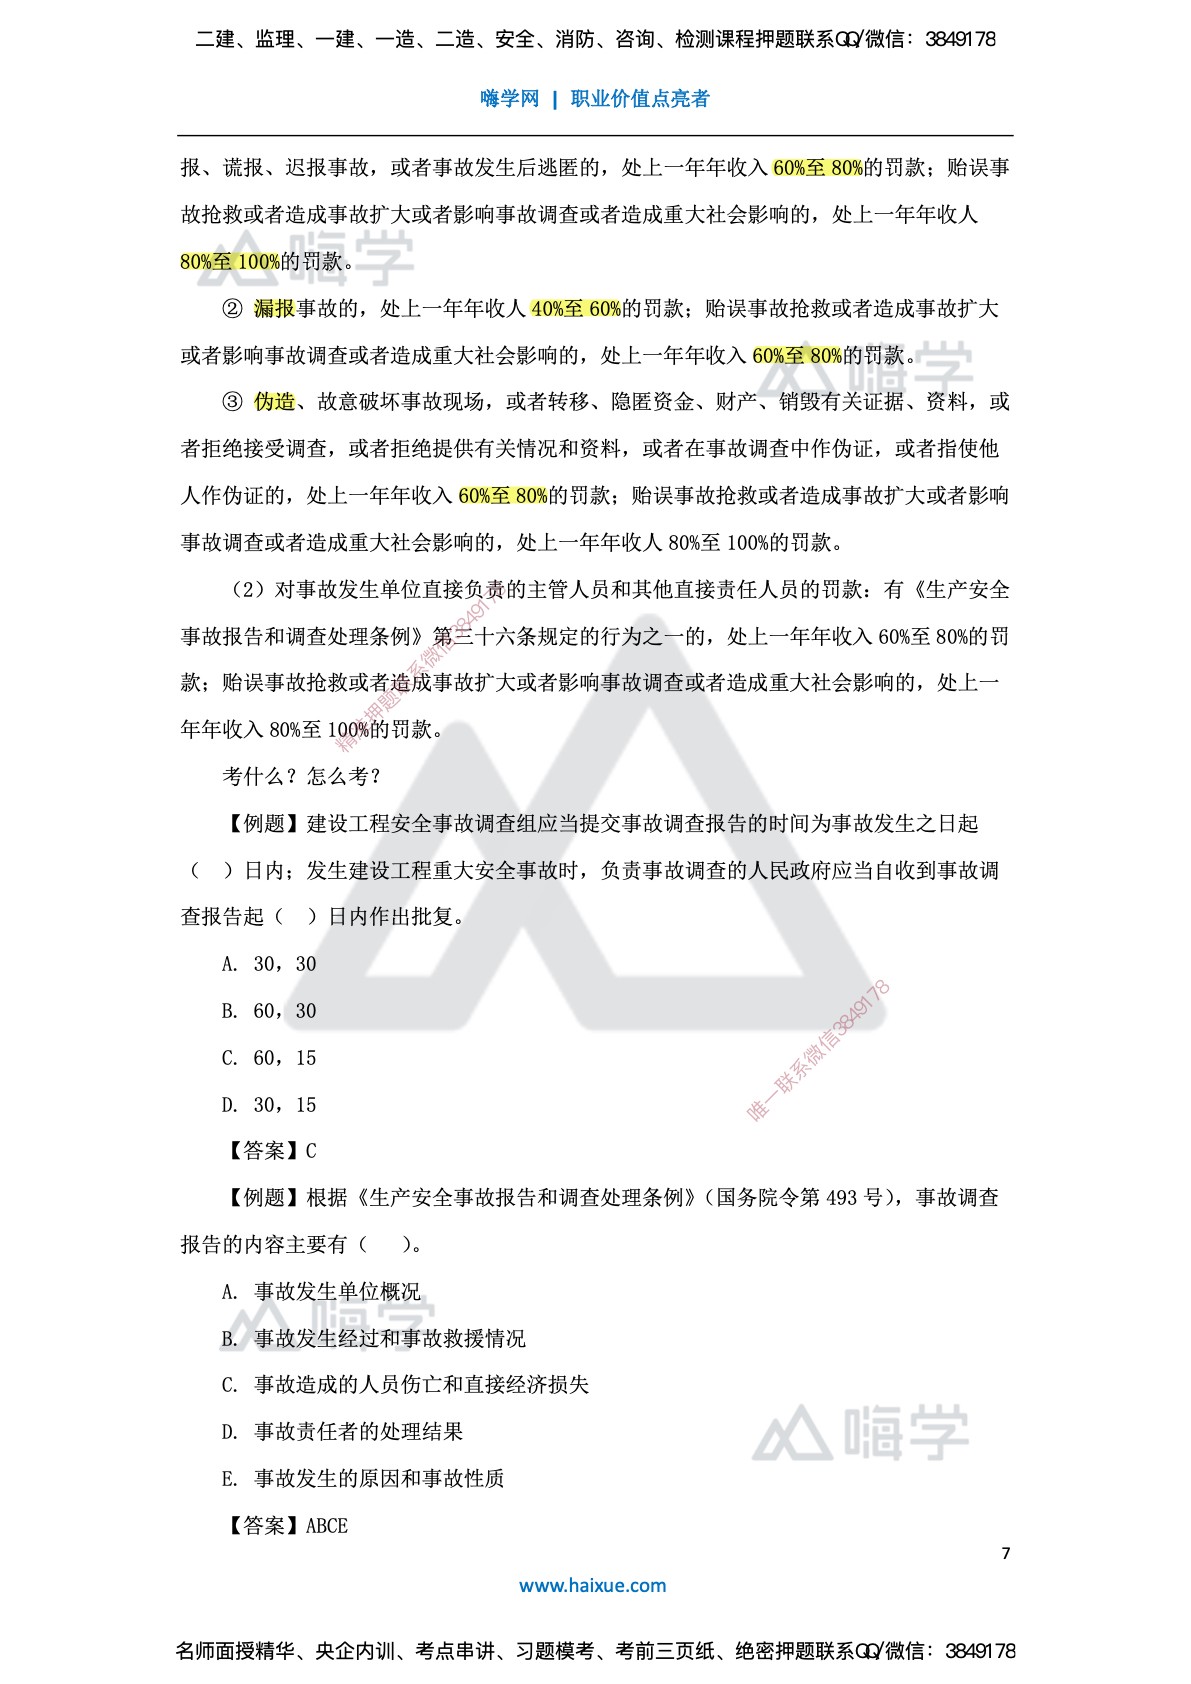 二建、监理、一建、一造、二造、安全、消防、咨询、检测课程押题联系QQ/微信：3849178
嗨学网 | 职业价值点亮者
报、谎报、迟报事故，或者事故发生后逃匿的，处上一年年收入 60%至 80%的罚款；贻误事
故抢救或者造成事故扩大或者影响事故调查或者造成重大社会影响的，处上一年年收人
80%至 100%的罚款。
② 漏报事故的，处上一年年收人 40%至 60%的罚款；贻误事故抢救或者造成事故扩大
或者影响事故调查或者造成重大社会影响的，处上一年年收入 60%至 80%的罚款。
③ 伪造、故意破坏事故现场，或者转移、隐匿资金、财产、销毁有关证据、资料，或
者拒绝接受调查，或者拒绝提供有关情况和资料，或者在事故调查中作伪证，或者指使他
人作伪证的，处上一年年收入 60%至 80%的罚款；贻误事故抢救或者造成事故扩大或者影响
事故调查或者造成重大社会影响的，处上一年年收人 80%至 100%的罚款。
（2）对事故发生单位直接负责的主管人员和其他直接责任人员的罚款：有《生产安全
事故报告和调查处理条例》第三十六条规定的行为之一的，处上一年年收入 60%至 80%的罚
款；贻误事故抢救或者造成事故扩大或者影响事故调查或者造成重大社会影响的，处上一
年年收入 80%至 100%的罚款。
考什么？怎么考？
【例题】建设工程安全事故调查组应当提交事故调查报告的时间为事故发生之日起
（ ）日内；发生建设工程重大安全事故时，负责事故调查的人民政府应当自收到事故调
查报告起（ ）日内作出批复。
A. 30，30
B. 60，30
C. 60，15
D. 30，15
【答案】C
【例题】根据《生产安全事故报告和调查处理条例》（国务院令第 493 号），事故调查
报告的内容主要有（ ）。
A. 事故发生单位概况
B. 事故发生经过和事故救援情况
C. 事故造成的人员伤亡和直接经济损失
D. 事故责任者的处理结果
E. 事故发生的原因和事故性质
【答案】ABCE
7
www.haixue.com
名师面授精华、央企内训、考点串讲、习题模考、考前三页纸、绝密押题联系QQ/微信：3849178
嗨学
嗨学
精准押题联系微信3849178
唯一联系微信3849178
嗨学
嗨学